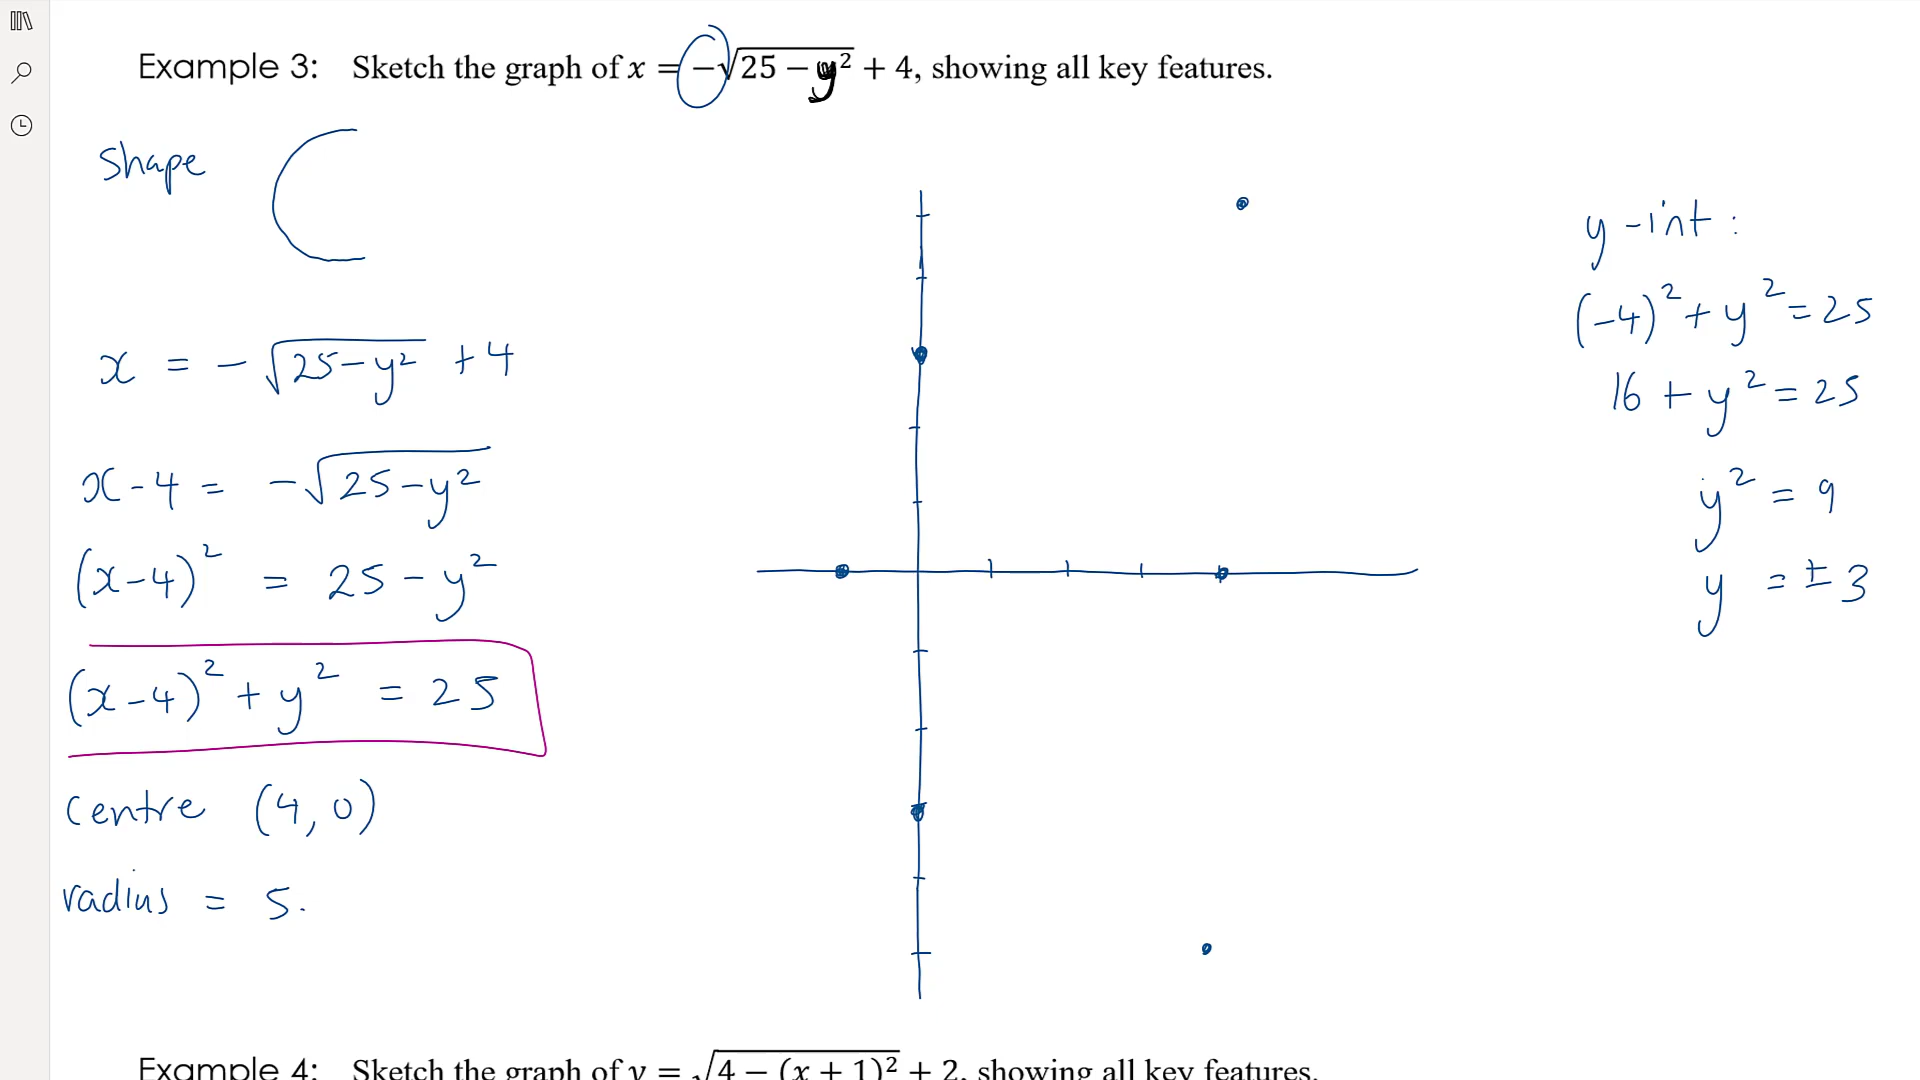 Example 3: Sketch the graph of x = −√25 − y² + 4, showing all key features.
Shape
x = −√25−y² + 4
x−4 = −√25−y²
(x−4)² = 25 − y²
(x−4)² + y² = 25
centre (4, 0)
radius = 5.
y-int:
(−4)² + y² = 25
16 + y² = 25
y² = 9
y = ± 3
Example 4: Sketch the graph of y = √4 − (x + 1)² + 2, showing all key features.